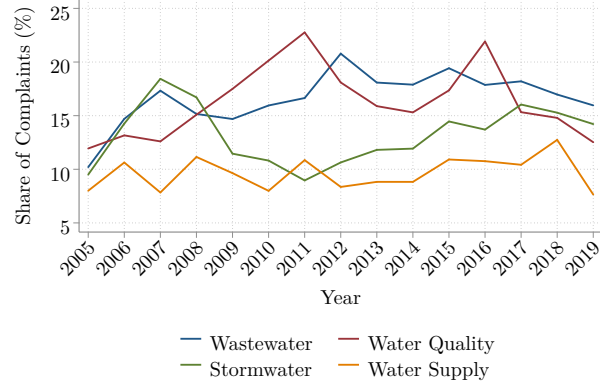 Share of Complaints (%)
25
20
15
10
5
2005 2006 2007 2008 2009 2010 2011 2012 2013 2014 2015 2016 2017 2018 2019
Year
Wastewater Water Quality
Stormwater Water Supply